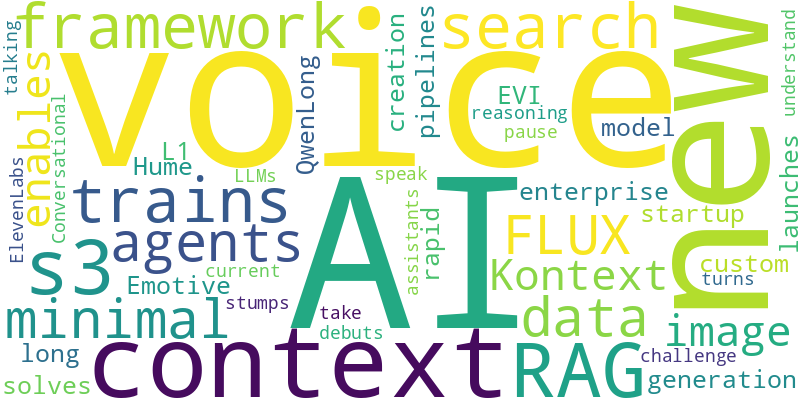 talking
framework
creation
pipelines
search
new
understand
enables
voice
QwenLong
EVI
reasoning
pause
model
Conversational
L1
Hume
LLMs
speak
ElevenLabs
trains
AI
assistants
rapid
enterprise
startup
launches
agents
FLUX
s3
current
Kontext
custom
turns
Emotive
stumps
take
debuts
minimal
data
image
long
context
RAG
challenge
solves
generation